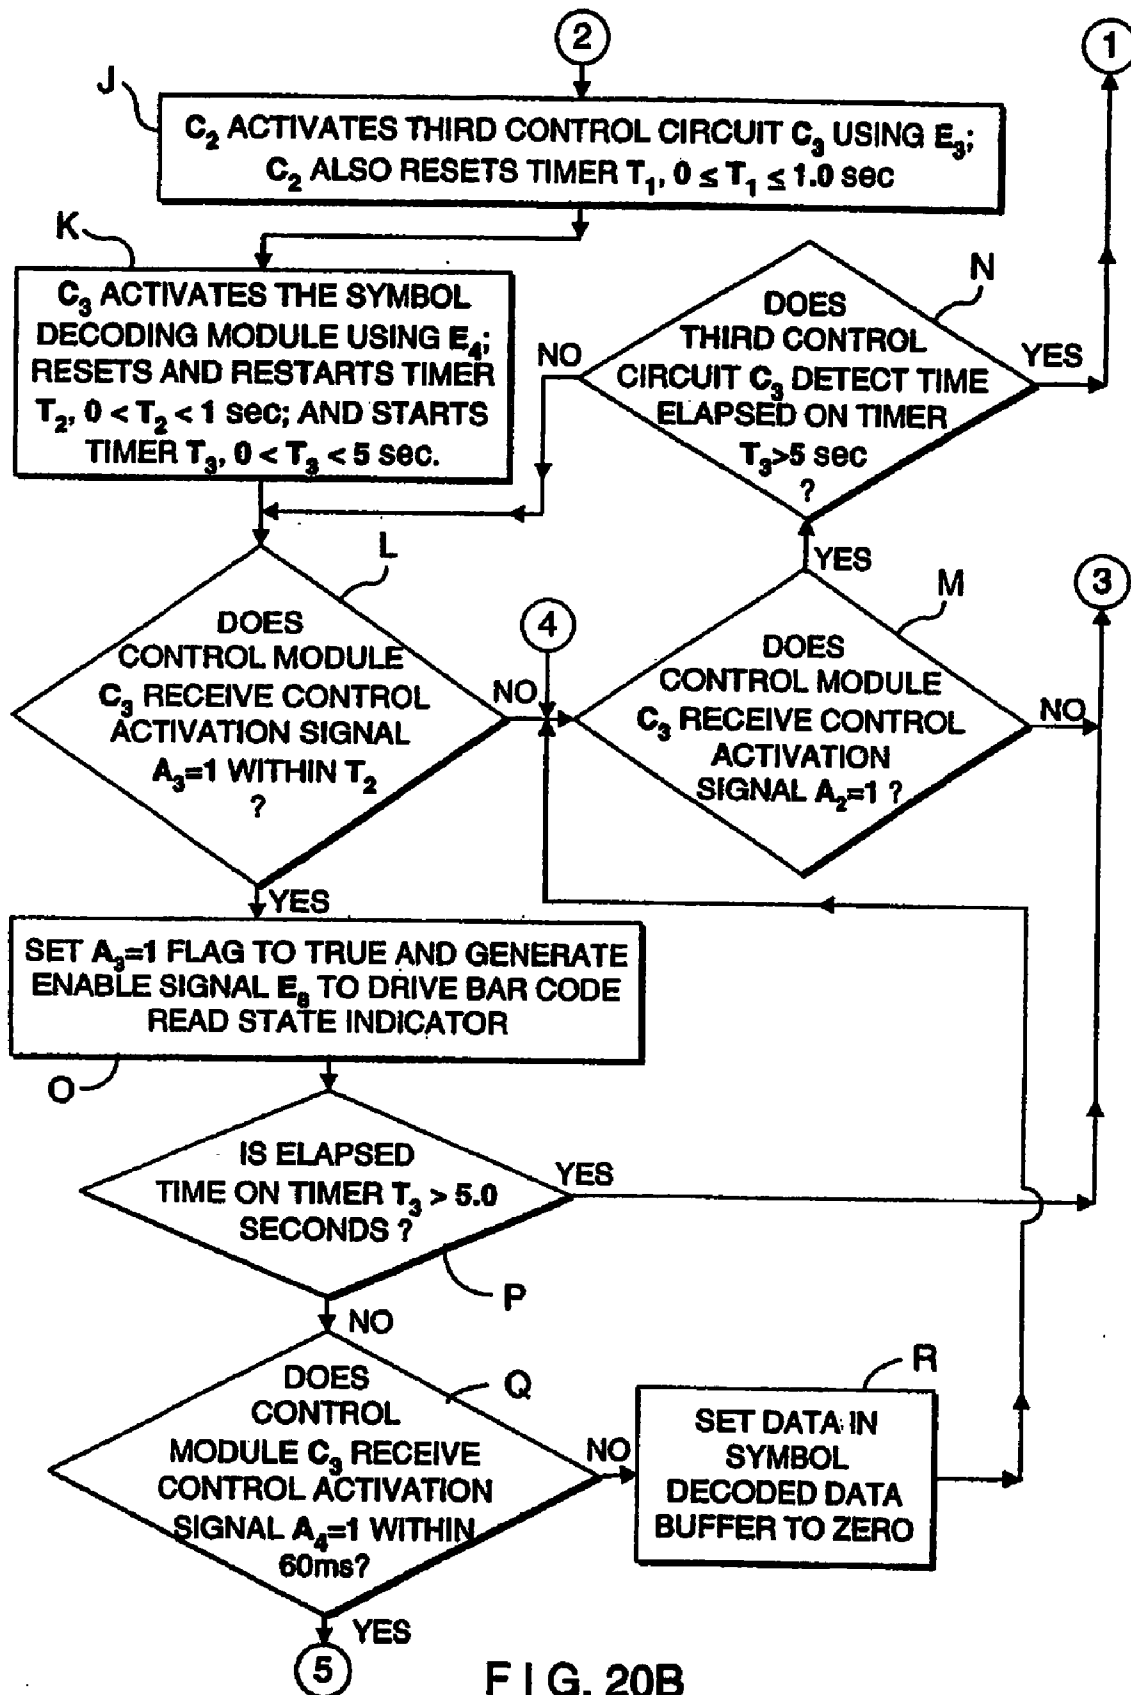 2
1
J
C₂ ACTIVATES THIRD CONTROL CIRCUIT C₃ USING E₃;
C₂ ALSO RESETS TIMER T₁, 0 ≤ T₁ ≤ 1.0 sec
K
C₃ ACTIVATES THE SYMBOL
DECODING MODULE USING E₄;
RESETS AND RESTARTS TIMER
T₂, 0 < T₂ < 1 sec; AND STARTS
TIMER T₃, 0 < T₃ < 5 sec.
N
DOES
THIRD CONTROL
CIRCUIT C₃ DETECT TIME
ELAPSED ON TIMER
T₃>5 sec
?
NO
YES
L
DOES
CONTROL MODULE
C₃ RECEIVE CONTROL
ACTIVATION SIGNAL
A₃=1 WITHIN T₂
?
NO
YES
4
YES
M
DOES
CONTROL MODULE
C₃ RECEIVE CONTROL
ACTIVATION
SIGNAL A₂=1 ?
NO
3
SET A₃=1 FLAG TO TRUE AND GENERATE
ENABLE SIGNAL E₈ TO DRIVE BAR CODE
READ STATE INDICATOR
O
IS ELAPSED
TIME ON TIMER T₃ > 5.0
SECONDS ?
YES
P
NO
DOES
CONTROL
MODULE C₃ RECEIVE
CONTROL ACTIVATION
SIGNAL A₄=1 WITHIN
60ms?
Q
NO
R
SET DATA IN
SYMBOL
DECODED DATA
BUFFER TO ZERO
YES
5
FIG. 20B